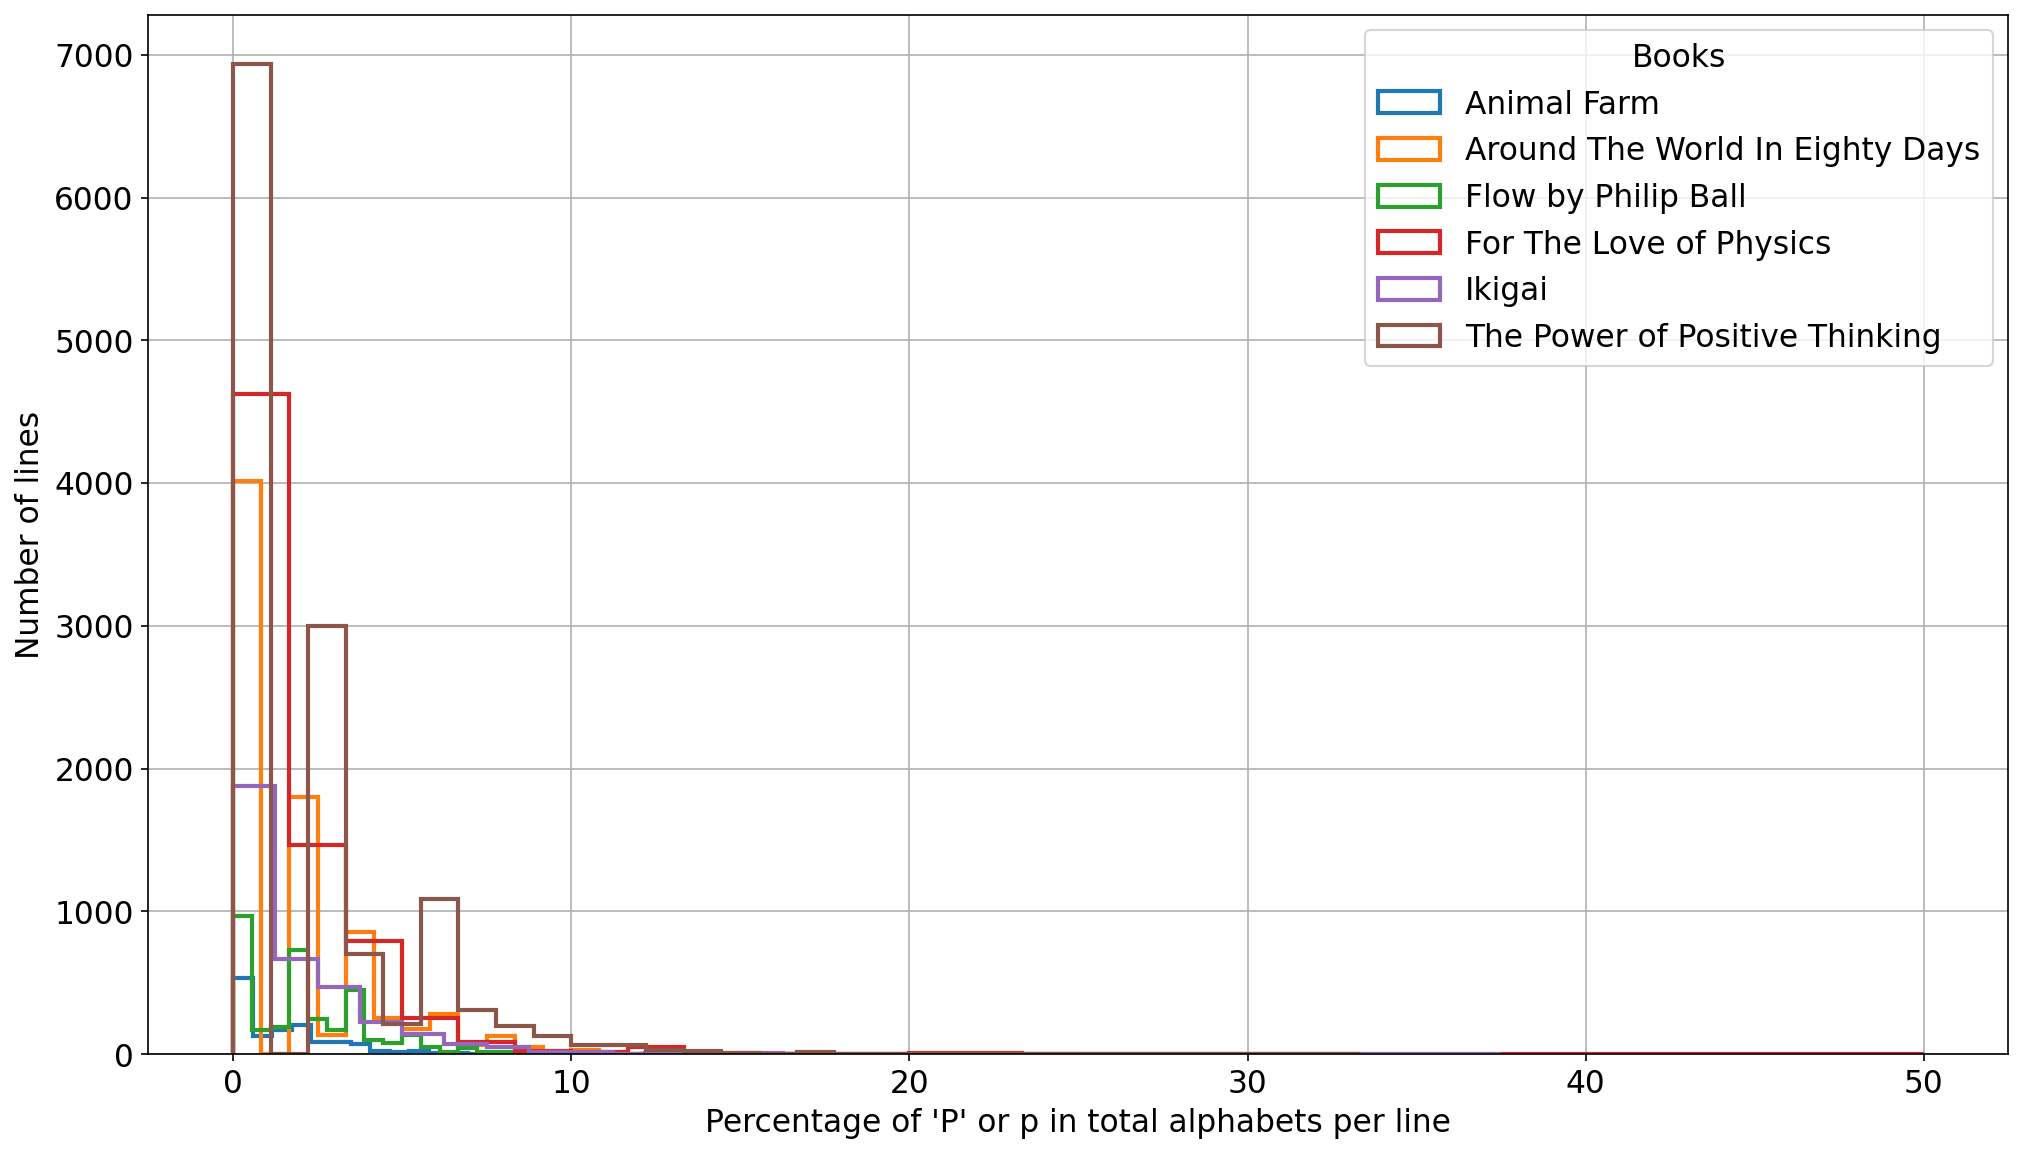 7000
6000
5000
4000
3000
2000
1000
0
Number of lines
0 10 20 30 40 50
Percentage of 'P' or p in total alphabets per line
Books
Animal Farm
Around The World In Eighty Days
Flow by Philip Ball
For The Love of Physics
Ikigai
The Power of Positive Thinking